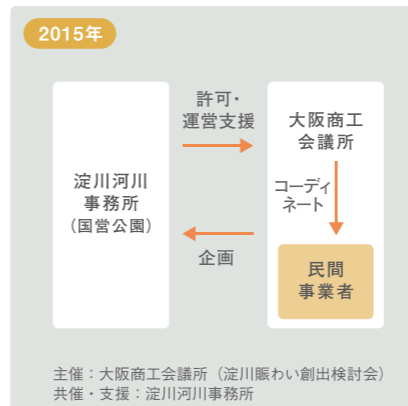 2015年
淀川河川
事務所
(国営公園)
許可・
運営支援
企画
大阪商工
会議所
コーディ
ネート
民間
事業者
主催：大阪商工会議所（淀川賑わい創出検討会）
共催・支援：淀川河川事務所